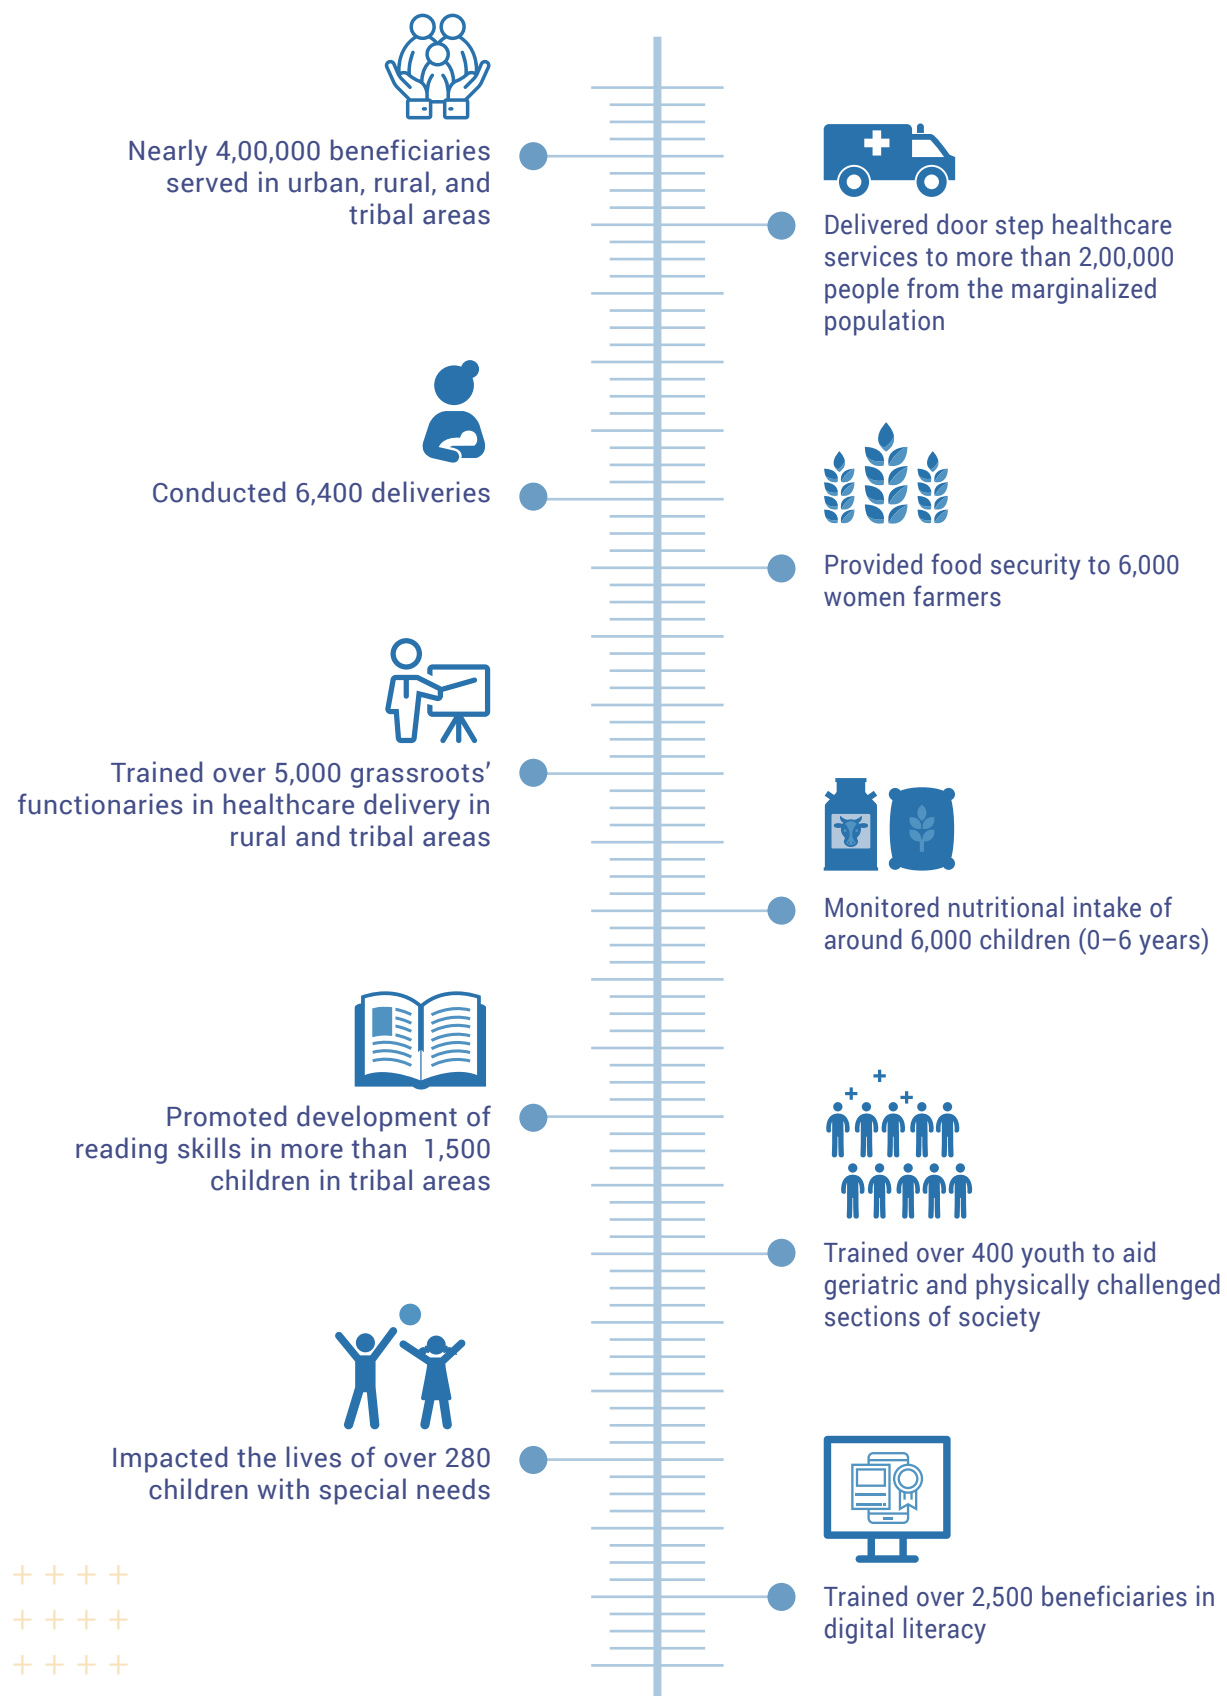 Nearly 4,00,000 beneficiaries
served in urban, rural, and
tribal areas
Delivered door step healthcare
services to more than 2,00,000
people from the marginalized
population
Conducted 6,400 deliveries
Provided food security to 6,000
women farmers
Trained over 5,000 grassroots’
functionaries in healthcare delivery in
rural and tribal areas
Monitored nutritional intake of
around 6,000 children (0–6 years)
Promoted development of
reading skills in more than  1,500
children in tribal areas
Trained over 400 youth to aid
geriatric and physically challenged
sections of society
Impacted the lives of over 280
children with special needs
Trained over 2,500 beneficiaries in
digital literacy